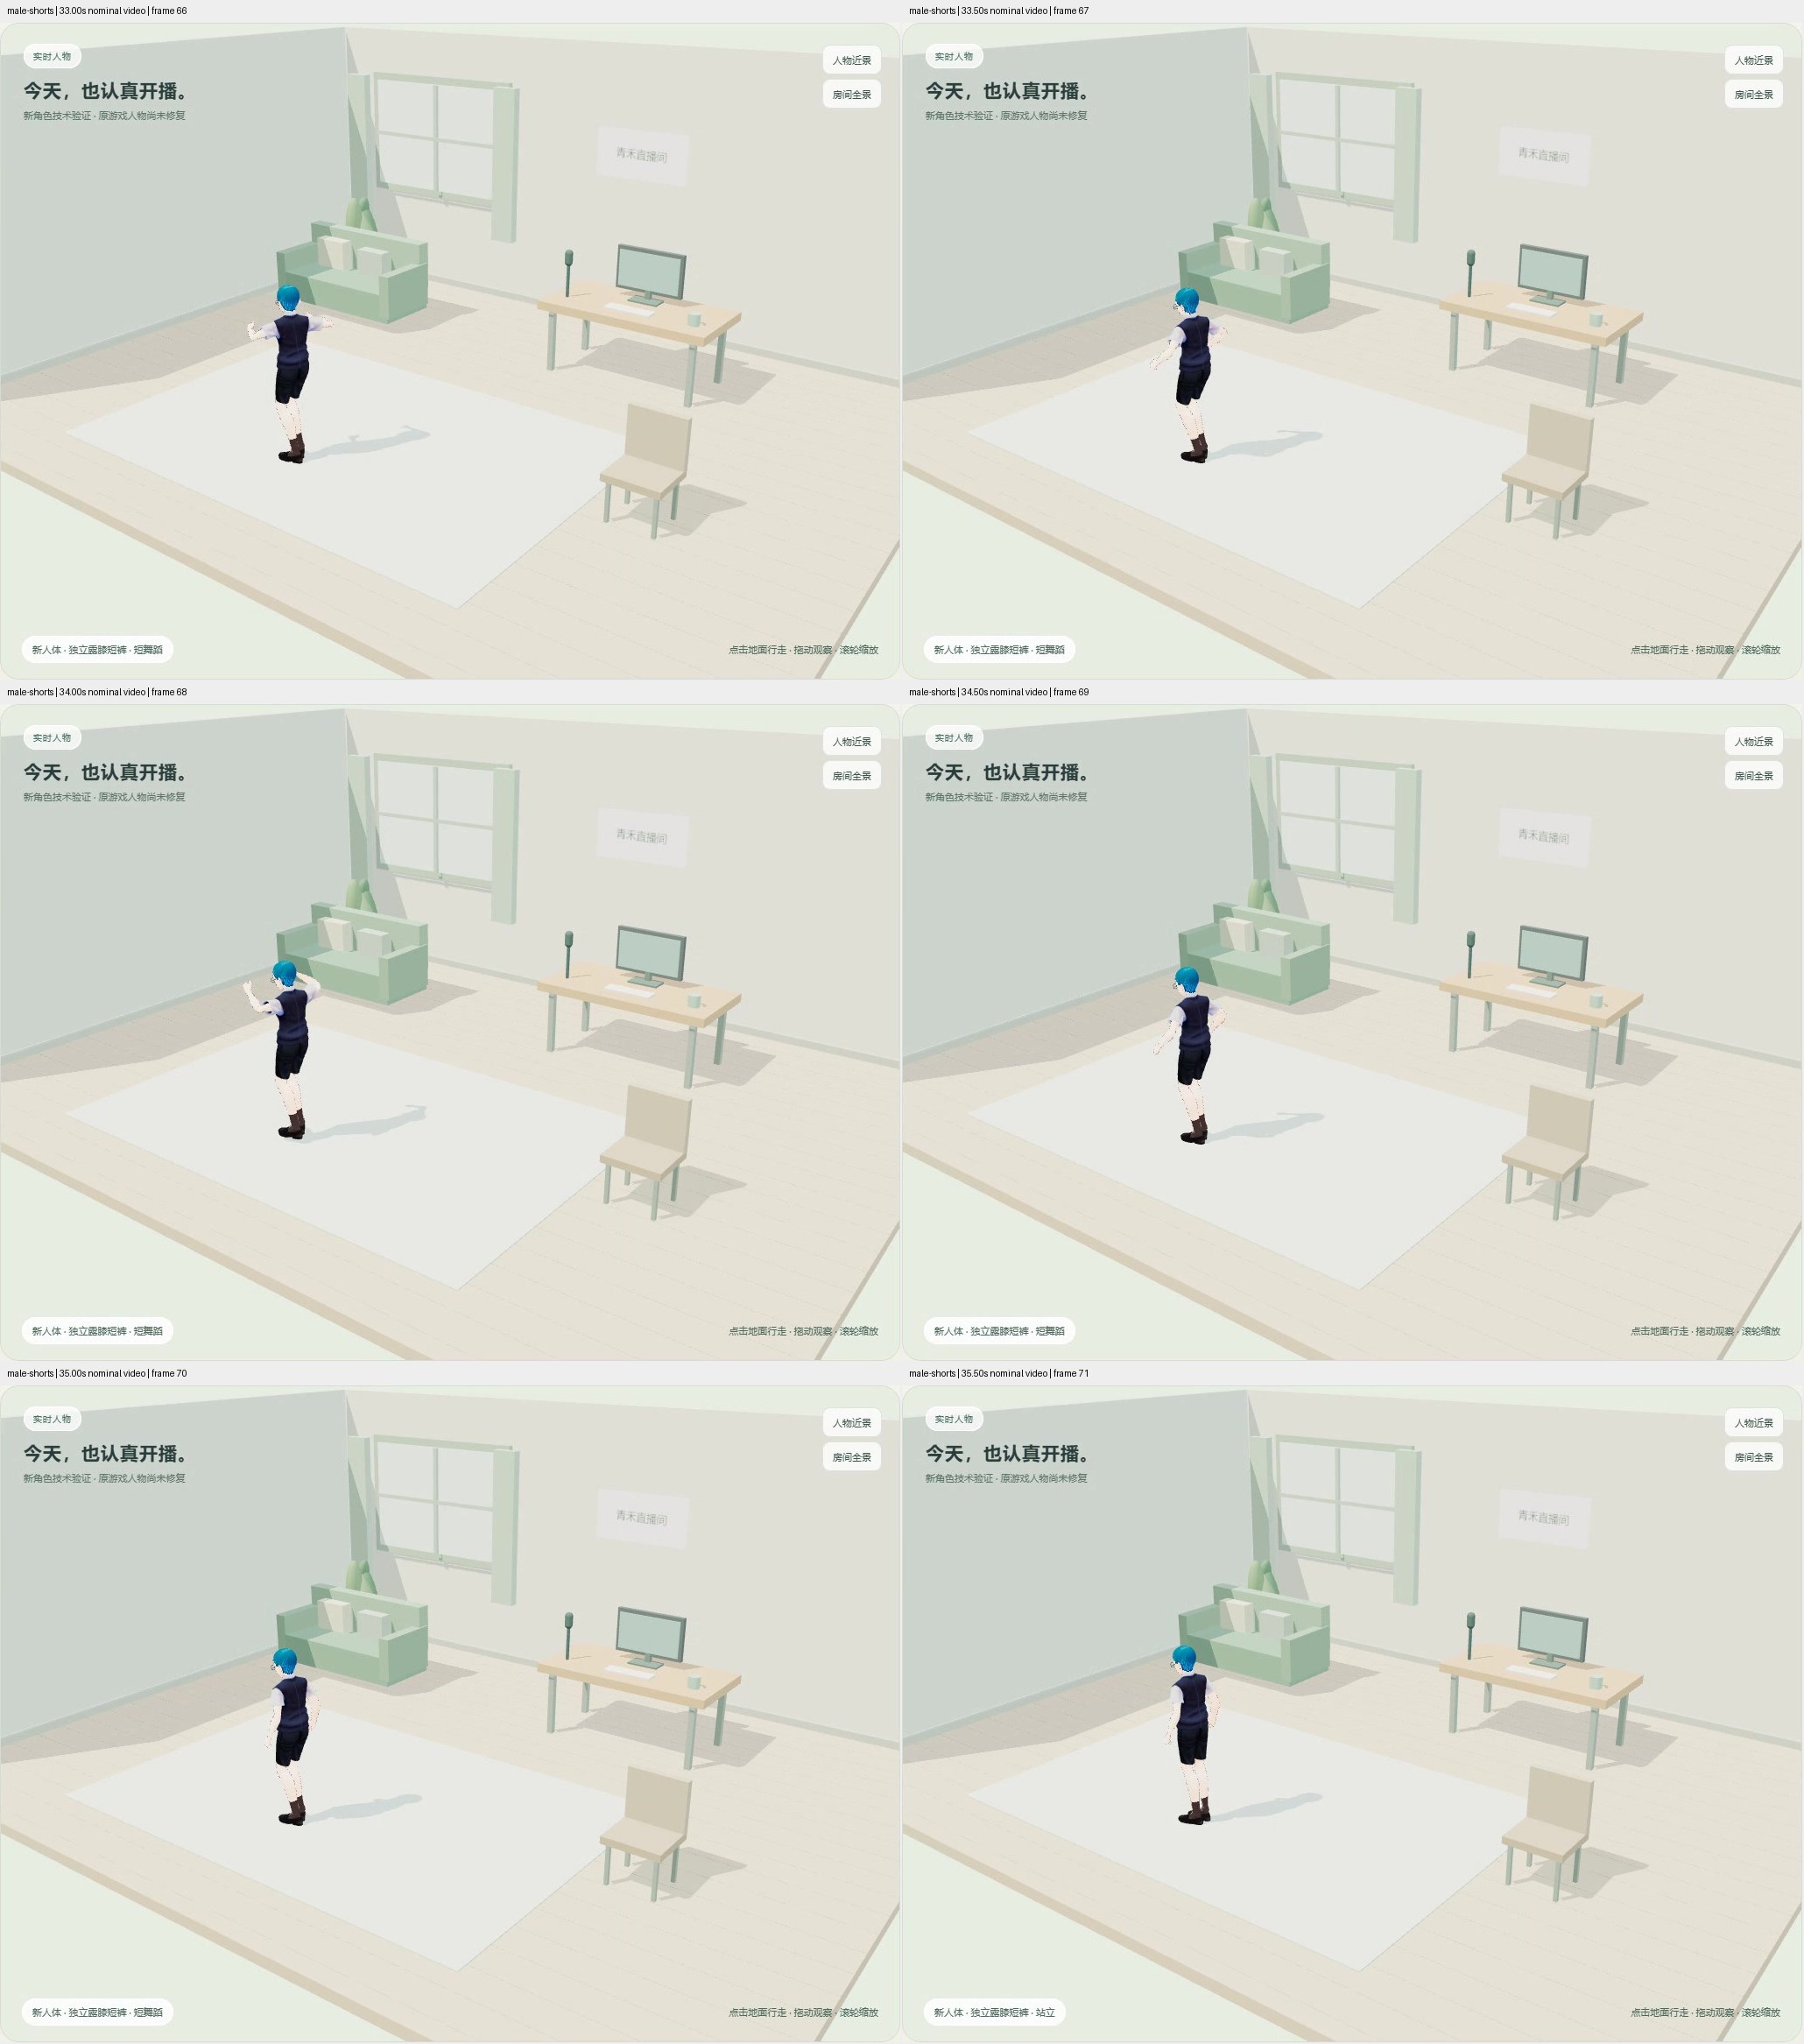 male-shorts | 33.00s nominal video | frame 66
实时人物
今天，也认真开播。
新角色技术验证 · 原游戏人物尚未修复
人物近景
房间全景
青禾直播间
新人体 · 独立露膝短裤 · 短舞蹈
点击地面行走 · 拖动观察 · 滚轮缩放
male-shorts | 33.50s nominal video | frame 67
实时人物
今天，也认真开播。
新角色技术验证 · 原游戏人物尚未修复
人物近景
房间全景
青禾直播间
新人体 · 独立露膝短裤 · 短舞蹈
点击地面行走 · 拖动观察 · 滚轮缩放
male-shorts | 34.00s nominal video | frame 68
实时人物
今天，也认真开播。
新角色技术验证 · 原游戏人物尚未修复
人物近景
房间全景
青禾直播间
新人体 · 独立露膝短裤 · 短舞蹈
点击地面行走 · 拖动观察 · 滚轮缩放
male-shorts | 34.50s nominal video | frame 69
实时人物
今天，也认真开播。
新角色技术验证 · 原游戏人物尚未修复
人物近景
房间全景
青禾直播间
新人体 · 独立露膝短裤 · 短舞蹈
点击地面行走 · 拖动观察 · 滚轮缩放
male-shorts | 35.00s nominal video | frame 70
实时人物
今天，也认真开播。
新角色技术验证 · 原游戏人物尚未修复
人物近景
房间全景
青禾直播间
新人体 · 独立露膝短裤 · 短舞蹈
点击地面行走 · 拖动观察 · 滚轮缩放
male-shorts | 35.50s nominal video | frame 71
实时人物
今天，也认真开播。
新角色技术验证 · 原游戏人物尚未修复
人物近景
房间全景
青禾直播间
新人体 · 独立露膝短裤 · 站立
点击地面行走 · 拖动观察 · 滚轮缩放